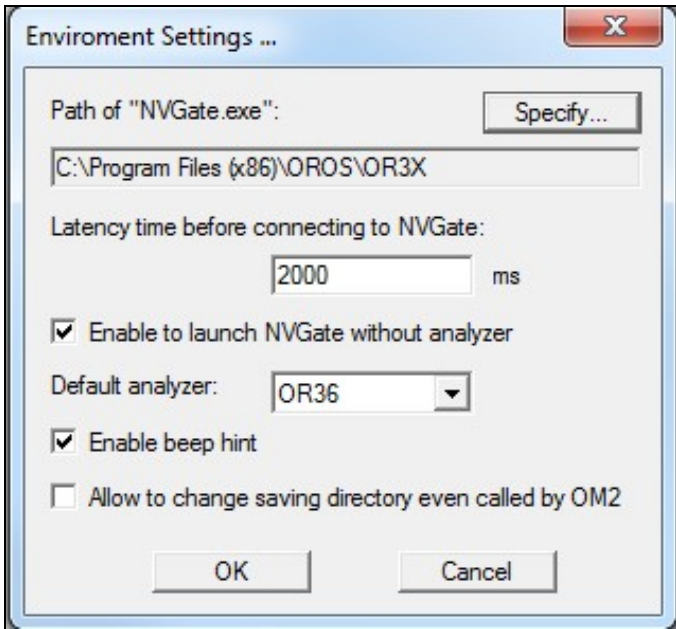 Enviroment Settings ...
Path of "NVGate.exe":
Specify...
C:\Program Files (x86)\OROS\OR3X
Latency time before connecting to NVGate:
2000 ms
Enable to launch NVGate without analyzer
Default analyzer: OR36
Enable beep hint
Allow to change saving directory even called by OM2
OK Cancel